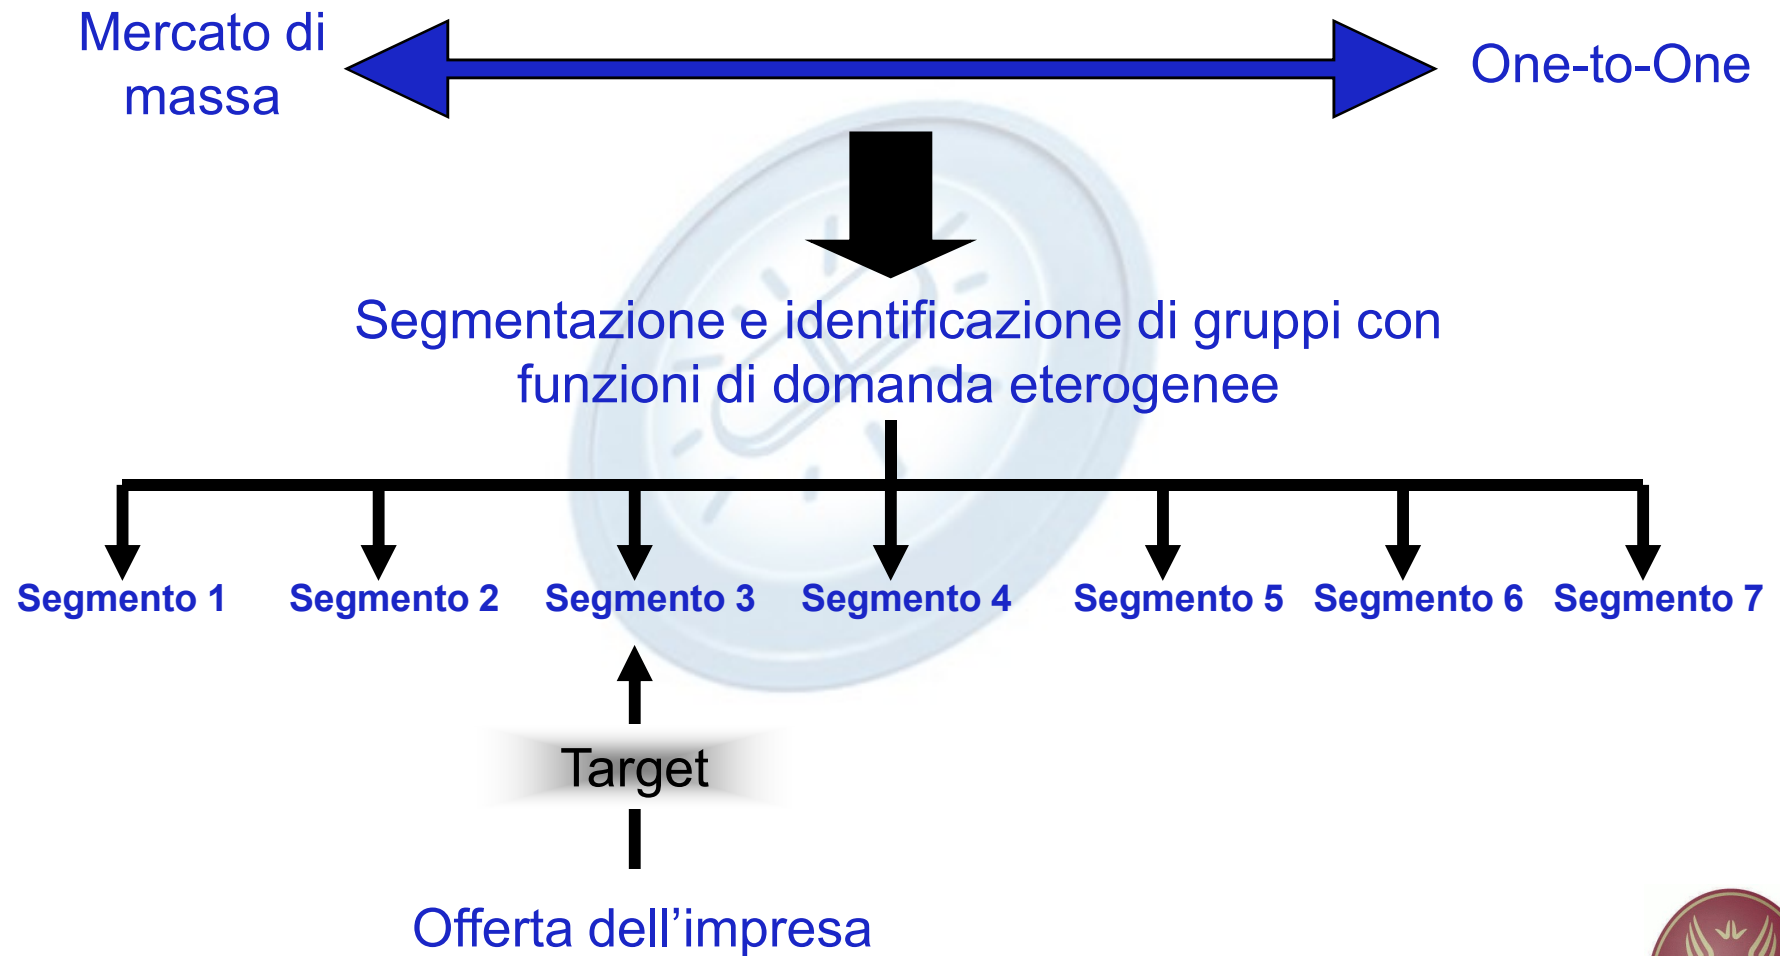 Mercato di
massa
One-to-One
Segmentazione e identificazione di gruppi con
funzioni di domanda eterogenee
Segmento 1
Segmento 2
Segmento 3
Segmento 4
Segmento 5
Segmento 6
Segmento 7
Target
Offerta dell’impresa